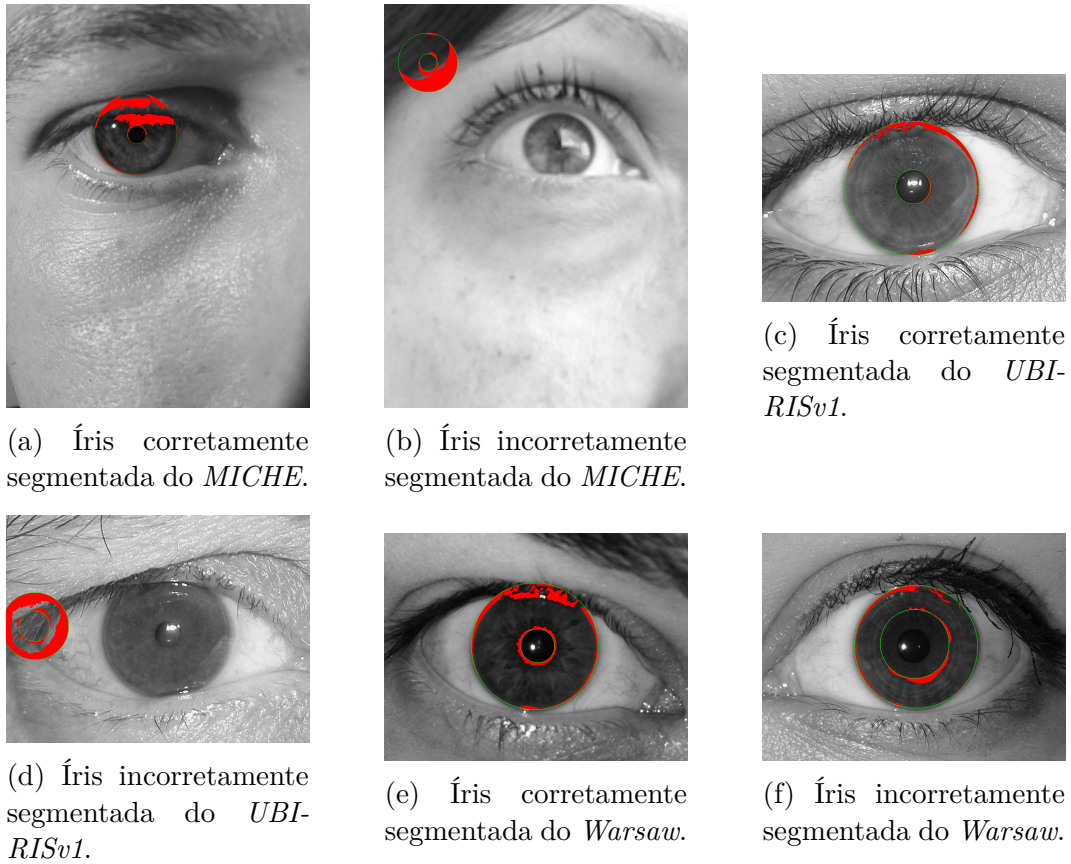 (a) Íris corretamente
segmentada do MICHE.
(b) Íris incorretamente
segmentada do MICHE.
(c) Íris corretamente
segmentada do UBI-
RISv1.
(d) Íris incorretamente
segmentada do UBI-
RISv1.
(e) Íris corretamente
segmentada do Warsaw.
(f) Íris incorretamente
segmentada do Warsaw.